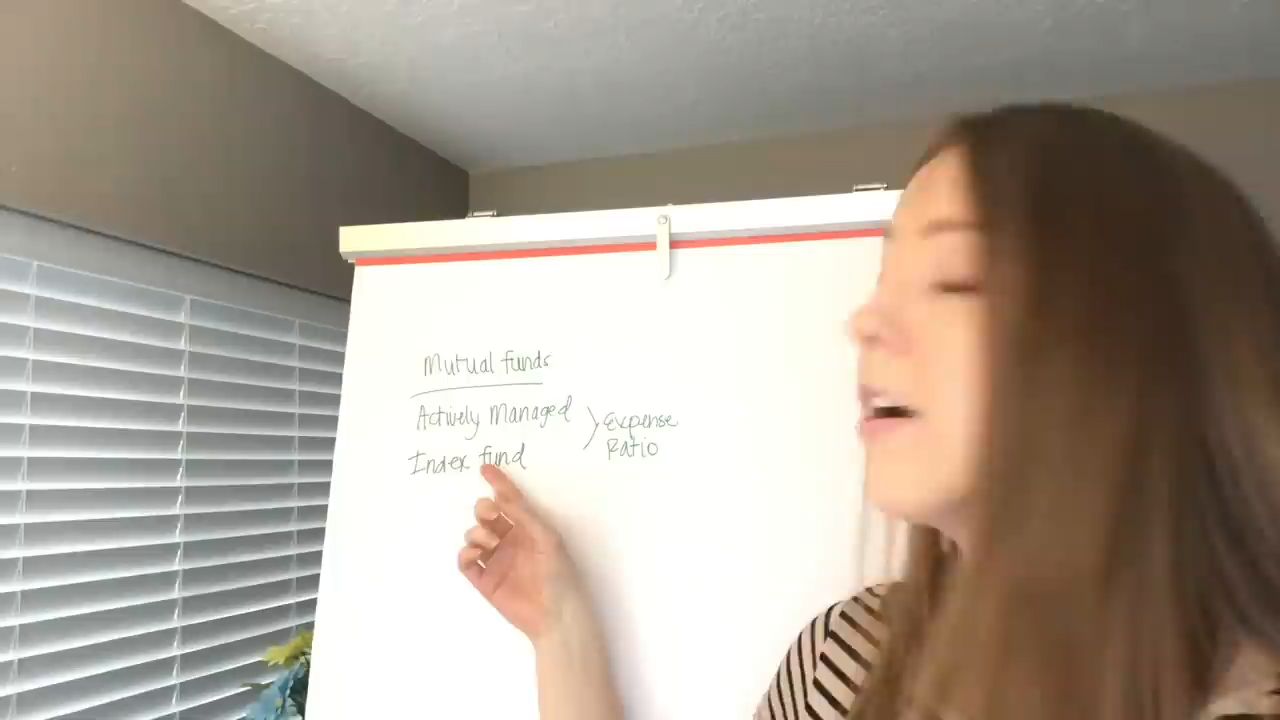 Mutual funds
Actively Managed
Index fund
Expense
Ratio